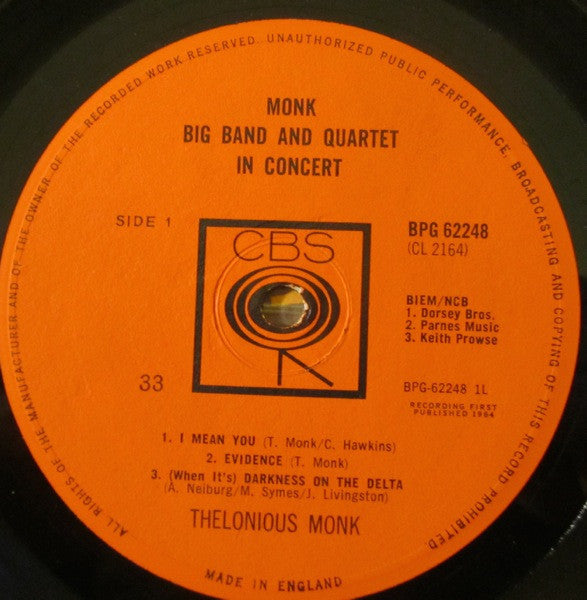 ALL RIGHTS OF THE MANUFACTURER AND OF THE OWNER OF THE RECORDED WORK RESERVED. UNAUTHORIZED PUBLIC PERFORMANCE, BROADCASTING AND COPYING OF THIS RECORD PROHIBITED
MONK
BIG BAND AND QUARTET
IN CONCERT
SIDE 1
BPG 62248
(CL 2164)
CBS
BIEM/NCB
1. Dorsey Bros.
2. Parnes Music
3. Keith Prowse
33
BPG-62248 1L
RECORDING FIRST
PUBLISHED 1964
1. I MEAN YOU (T. Monk/C. Hawkins)
2. EVIDENCE (T. Monk)
3. (When It's) DARKNESS ON THE DELTA
(A. Neiburg/M. Symes/J. Livingston)
THELONIOUS MONK
MADE IN ENGLAND